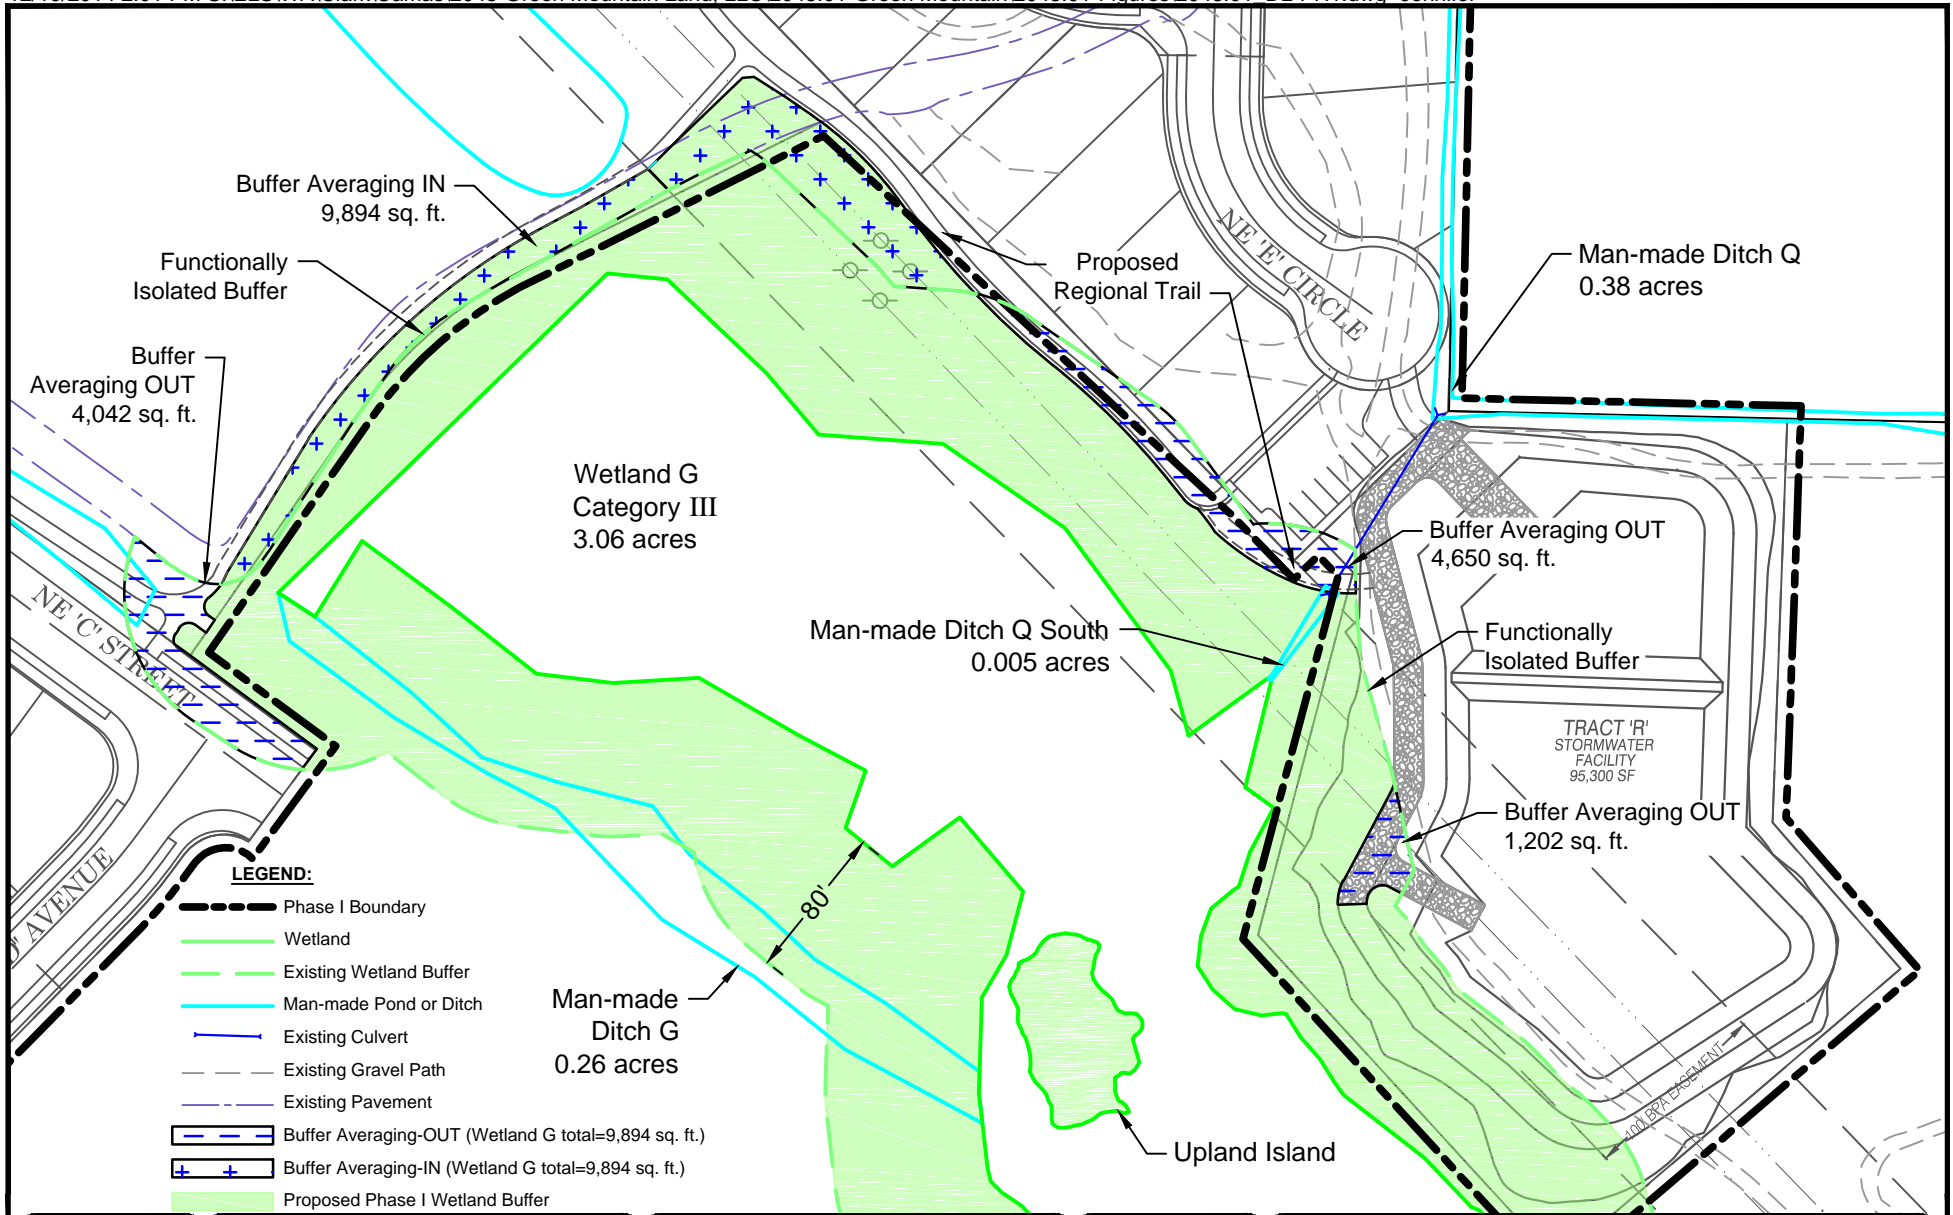 Buffer Averaging IN
9,894 sq. ft.
Functionally
Isolated Buffer
Buffer
Averaging OUT
4,042 sq. ft.
NE 'E' CIRCLE
Proposed
Regional Trail
Man-made Ditch Q
0.38 acres
Wetland G
Category III
3.06 acres
Buffer Averaging OUT
4,650 sq. ft.
NE 'C' STREET
Man-made Ditch Q South
0.005 acres
Functionally
Isolated Buffer
TRACT 'R'
STORMWATER
FACILITY
95,300 SF
Buffer Averaging OUT
1,202 sq. ft.
80'
Man-made
Ditch G
0.26 acres
Upland Island
100' BPA EASEMENT
AVENUE
LEGEND:
Phase I Boundary
Wetland
Existing Wetland Buffer
Man-made Pond or Ditch
Existing Culvert
Existing Gravel Path
Existing Pavement
Buffer Averaging-OUT (Wetland G total=9,894 sq. ft.)
Buffer Averaging-IN (Wetland G total=9,894 sq. ft.)
Proposed Phase I Wetland Buffer